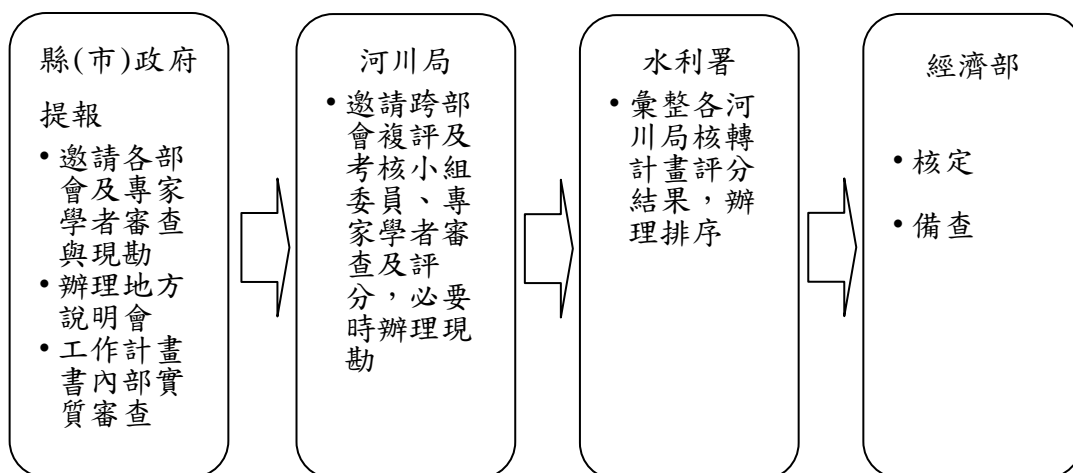 縣(市)政府
提報
• 邀請各部
會及專家
學者審查
與現勘
• 辦理地方
說明會
• 工作計畫
書內部實
質審查
河川局
• 邀請跨部
會複評及
考核小組
委員、專
家學者審
查及評
分，必要
時辦理現
勘
水利署
• 彙整各河
川局核轉
計畫評分
結果，辦
理排序
經濟部
• 核定
• 備查